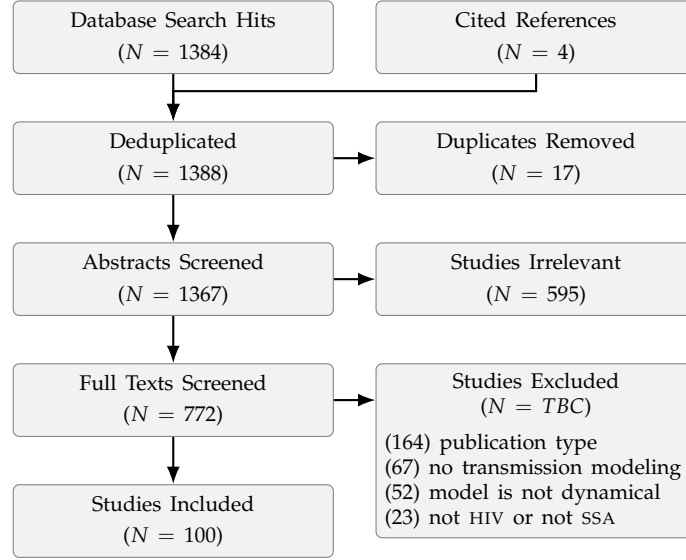 Database Search Hits
(N = 1384)
Cited References
(N = 4)
Deduplicated
(N = 1388)
Duplicates Removed
(N = 17)
Abstracts Screened
(N = 1367)
Studies Irrelevant
(N = 595)
Full Texts Screened
(N = 772)
Studies Excluded
(N = TBC)
(164) publication type
(67) no transmission modeling
(52) model is not dynamical
(23) not HIV or not SSA
Studies Included
(N = 100)